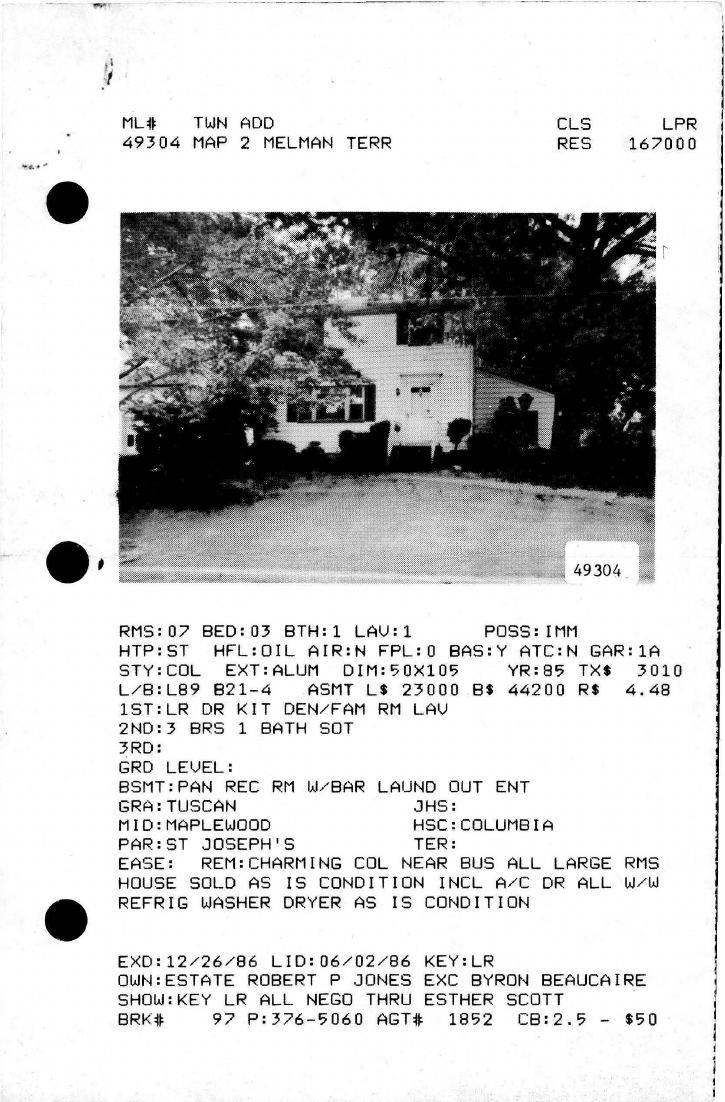 ML#   TWN ADD   CLS   LPR
49304 MAP 2 MELMAN TERR   RES   167000
49304
RMS:07 BED:03 BTH:1 LAV:1   POSS:IMM
HTP:ST  HFL:OIL AIR:N FPL:0 BAS:Y ATC:N GAR:1A
STY:COL  EXT:ALUM  DIM:50X105   YR:85 TX$  3010
L/B:L89 B21-4   ASMT L$ 23000 B$ 44200 R$  4.48
1ST:LR DR KIT DEN/FAM RM LAV
2ND:3 BRS 1 BATH SOT
3RD:
GRD LEVEL:
BSMT:PAN REC RM W/BAR LAUND OUT ENT
GRA:TUSCAN   JHS:
MID:MAPLEWOOD   HSC:COLUMBIA
PAR:ST JOSEPH'S   TER:
EASE:  REM:CHARMING COL NEAR BUS ALL LARGE RMS
HOUSE SOLD AS IS CONDITION INCL A/C DR ALL W/W
REFRIG WASHER DRYER AS IS CONDITION
EXD:12/26/86 LID:06/02/86 KEY:LR
OWN:ESTATE ROBERT P JONES EXC BYRON BEAUCAIRE
SHOW:KEY LR ALL NEGO THRU ESTHER SCOTT
BRK#    97 P:376-5060 AGT#  1852  CB:2.5 - $50